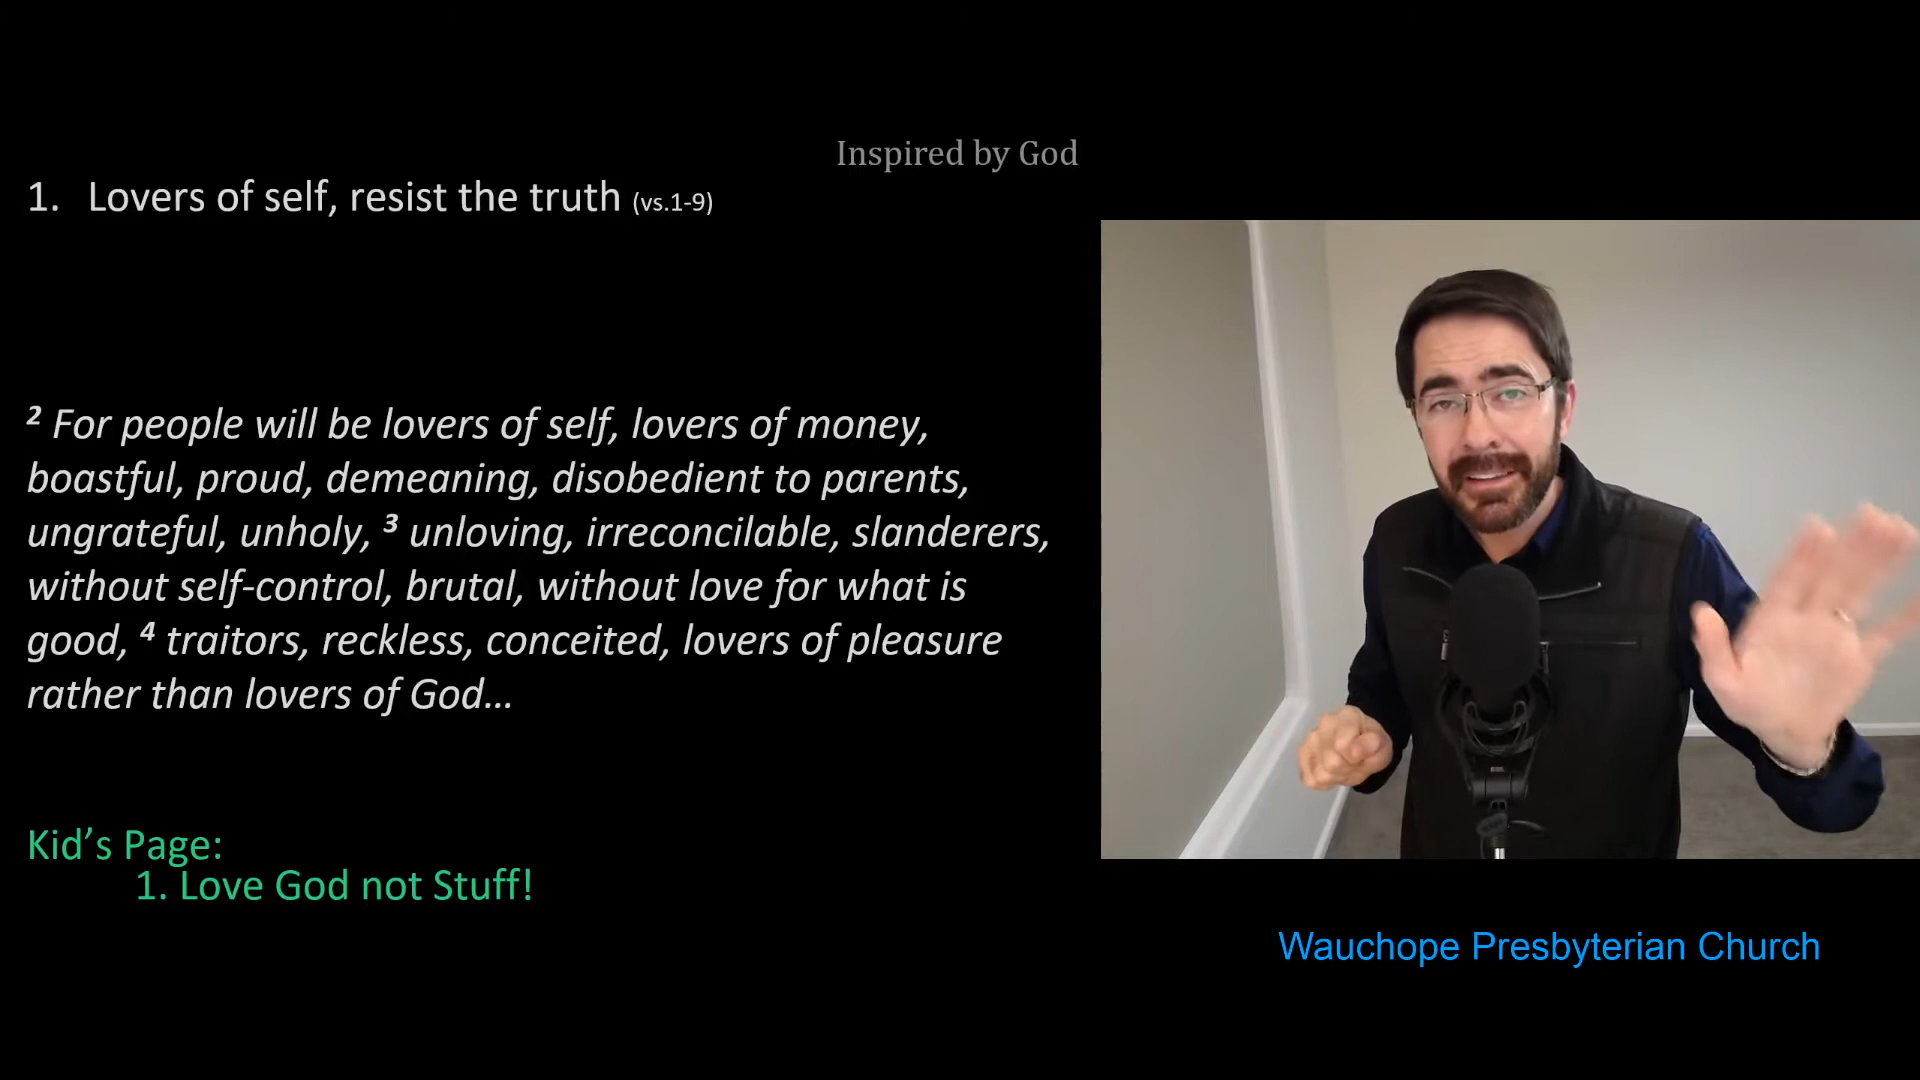 Inspired by God
1. Lovers of self, resist the truth (vs.1-9)
² For people will be lovers of self, lovers of money,
boastful, proud, demeaning, disobedient to parents,
ungrateful, unholy, ³ unloving, irreconcilable, slanderers,
without self-control, brutal, without love for what is
good, ⁴ traitors, reckless, conceited, lovers of pleasure
rather than lovers of God…
Kid’s Page:
1. Love God not Stuff!
Wauchope Presbyterian Church